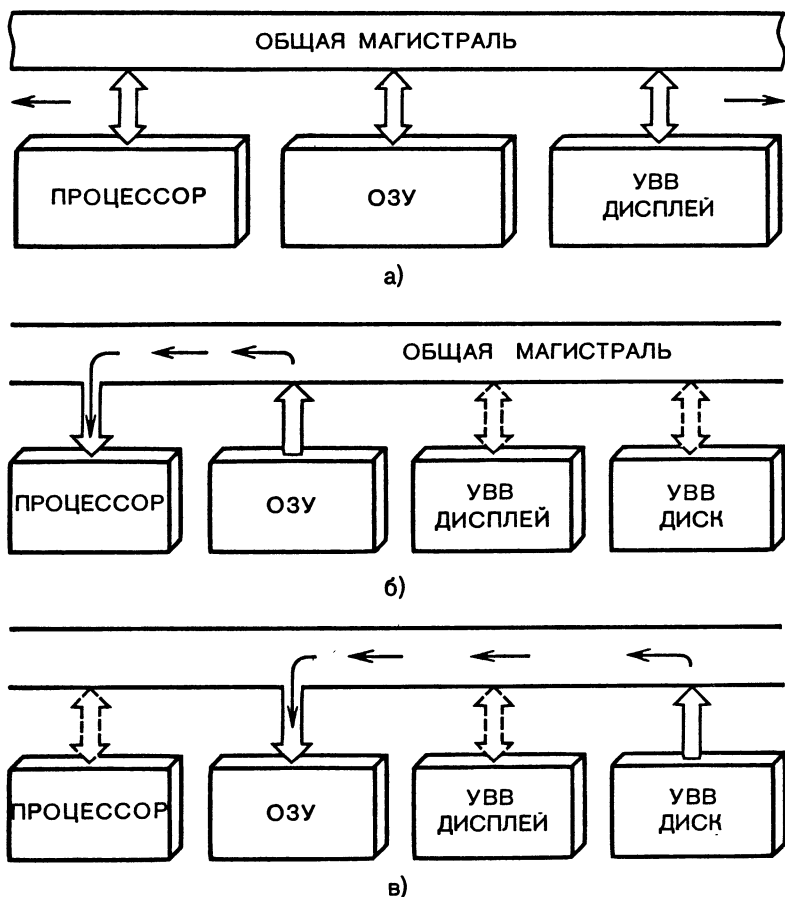 ОБЩАЯ МАГИСТРАЛЬ
ПРОЦЕССОР
ОЗУ
УВВ
ДИСПЛЕЙ
а)
ОБЩАЯ МАГИСТРАЛЬ
ПРОЦЕССОР
ОЗУ
УВВ
ДИСПЛЕЙ
УВВ
ДИСК
б)
ПРОЦЕССОР
ОЗУ
УВВ
ДИСПЛЕЙ
УВВ
ДИСК
в)